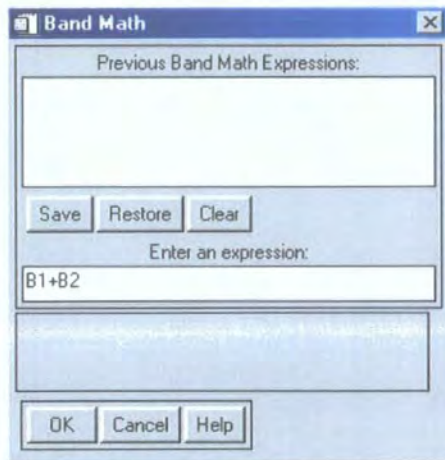 Band Math
Previous Band Math Expressions:
Save Restore Clear
Enter an expression:
B1+B2
OK Cancel Help